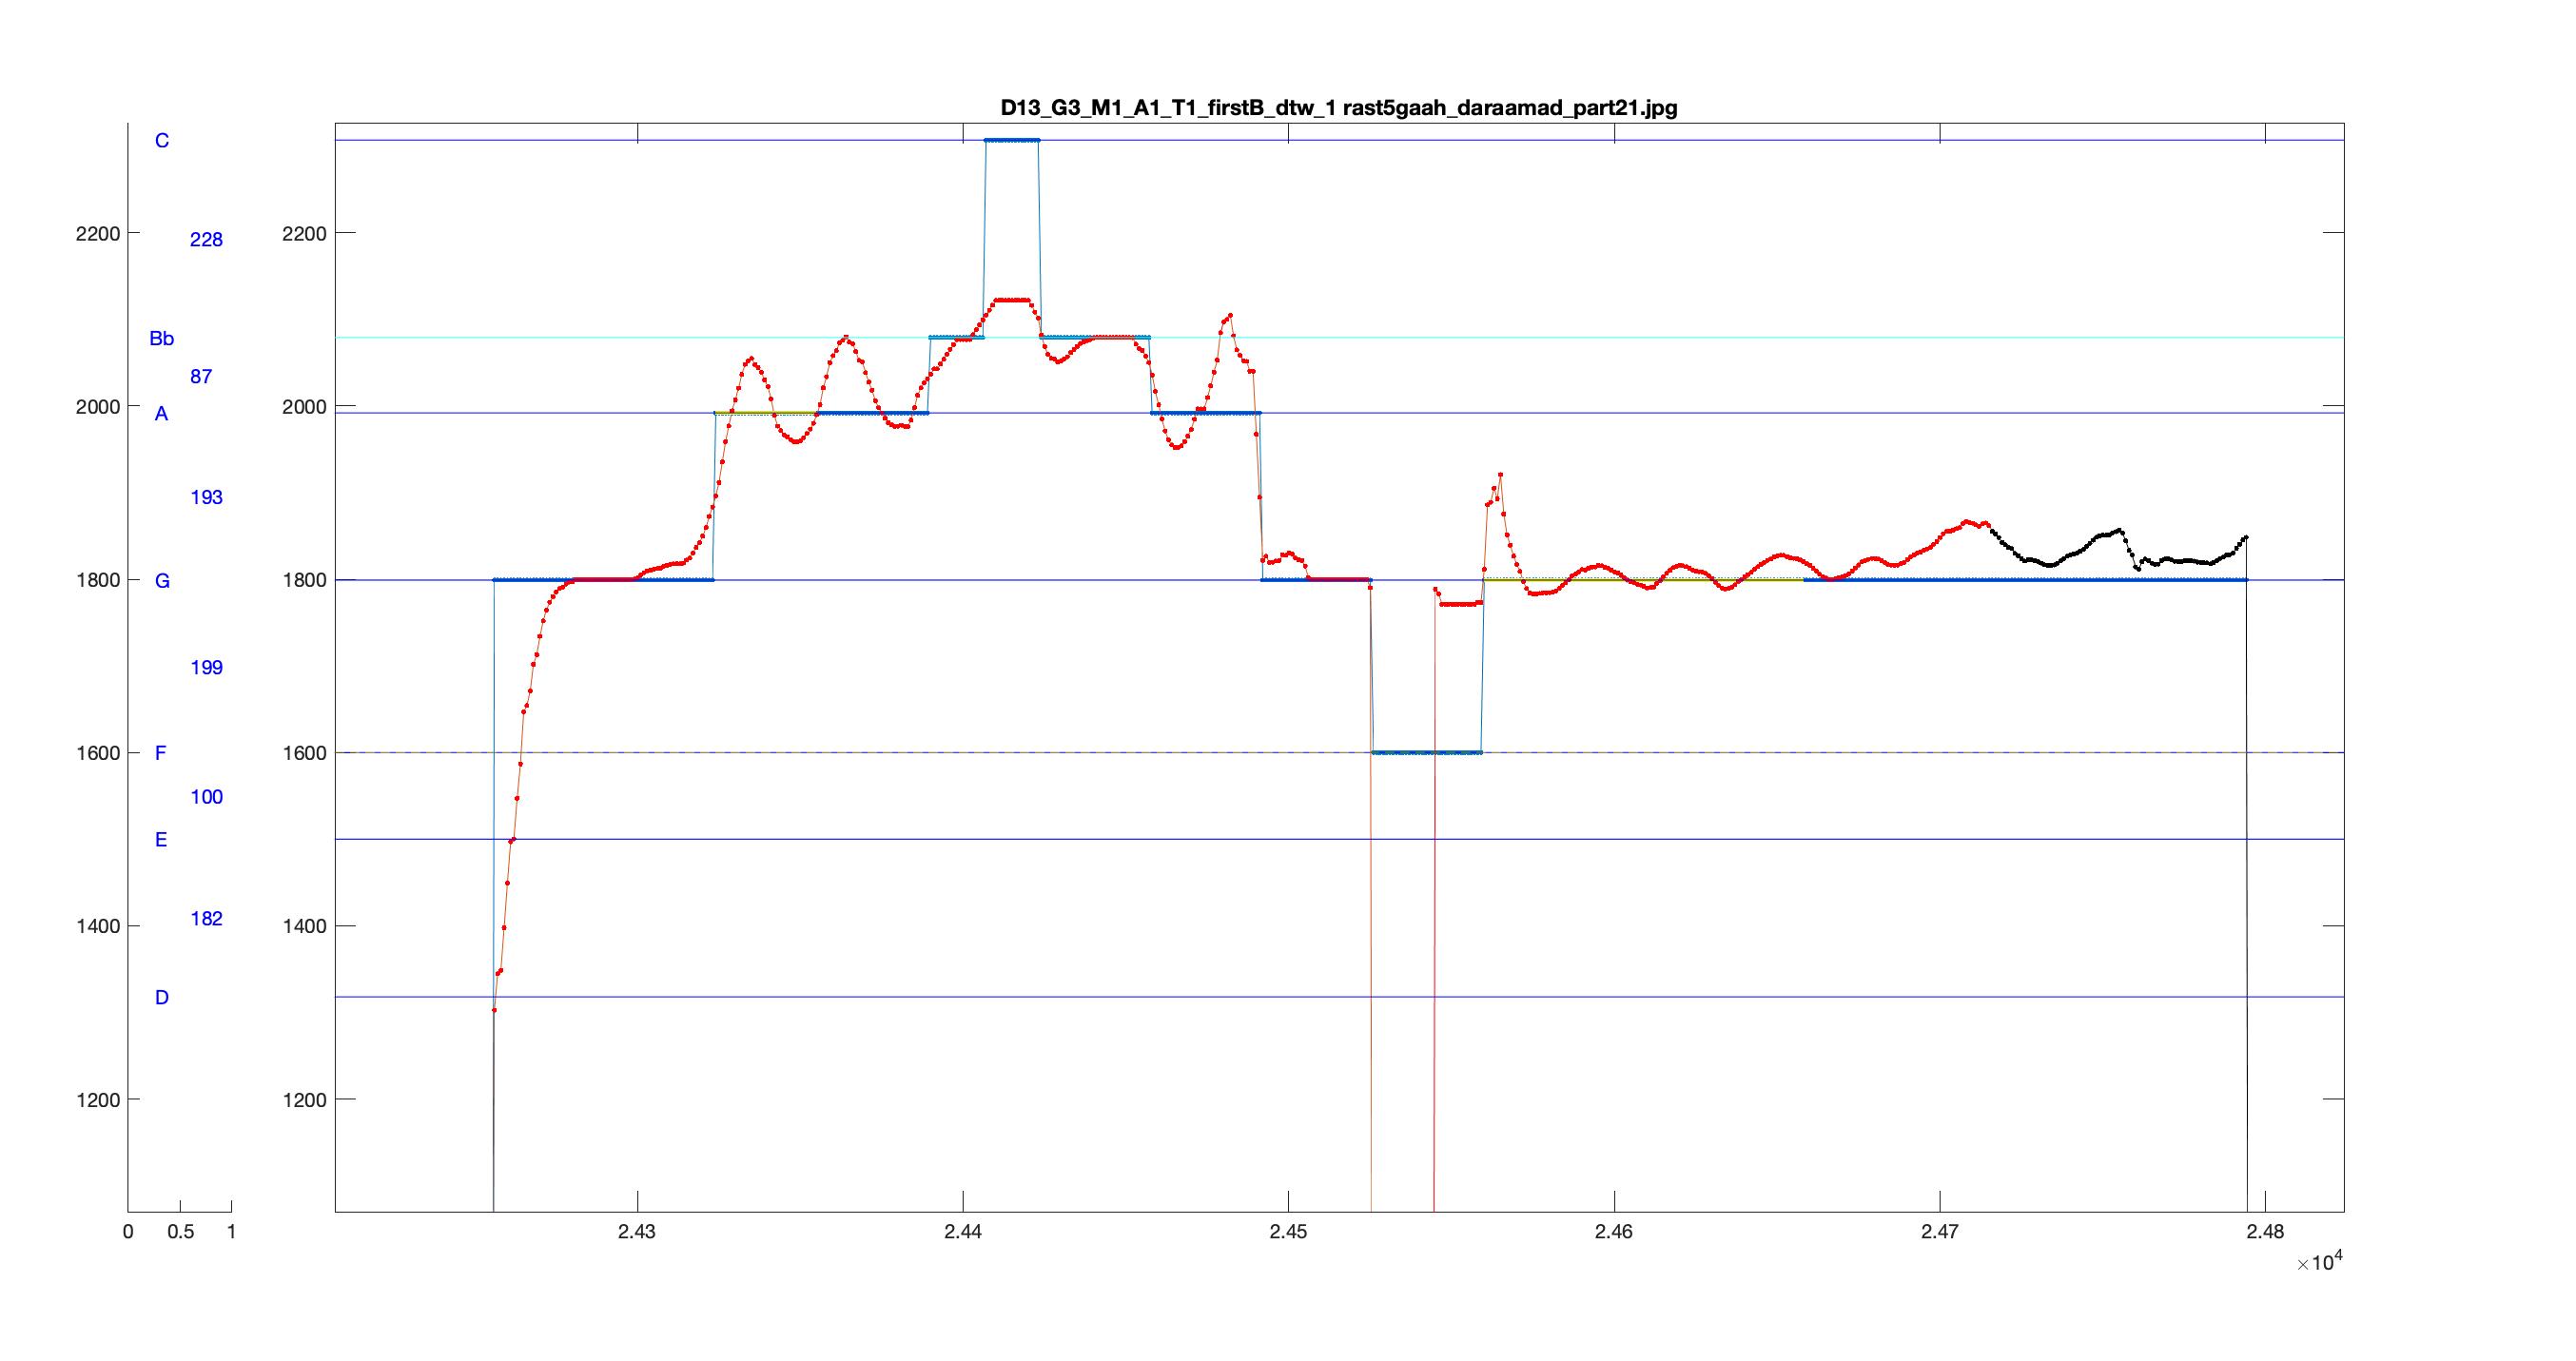 D13_G3_M1_A1_T1_firstB_dtw_1 rast5gaah_daraamad_part21.jpg
C
2200 228 2200
Bb
87
2000 A 2000
193
1800 G 1800
199
1600 F 1600
100
E
182
1400 1400
D
1200 1200
0 0.5 1 2.43 2.44 2.45 2.46 2.47 2.48
×10^4